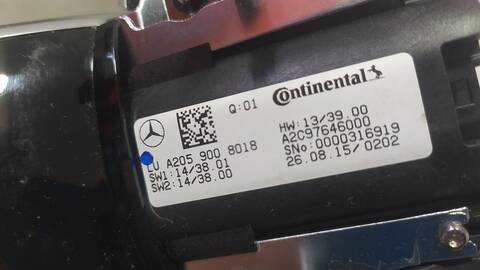 Q:01
Continental
LU A205 900 8018
SW1:14/38.01
SW2:14/38.00
HW:13/39.00
A2C97646000
SNo:0000316919
26.08.15/0202